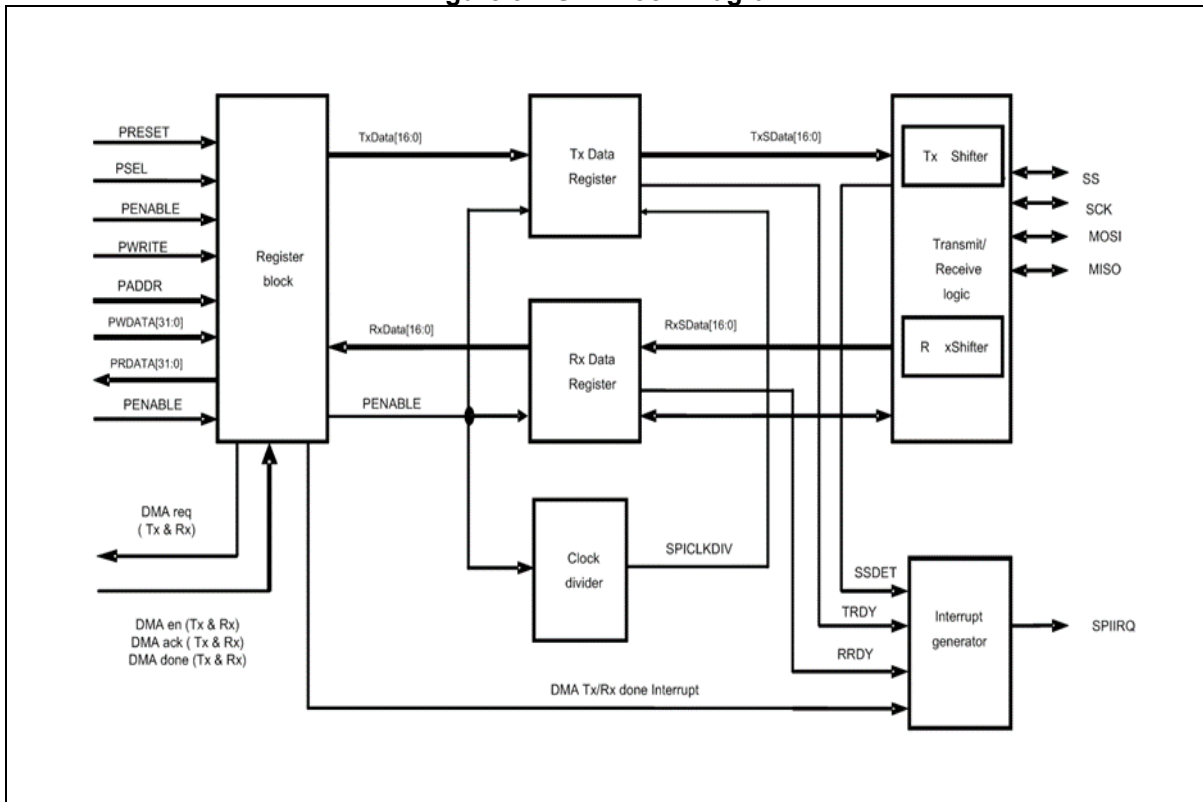 PRESET
PSEL
PENABLE
PWRITE
PADDR
PWDATA[31:0]
PRDATA[31:0]
PENABLE
Register
block
TxData[16:0]
Tx Data
Register
TxSData[16:0]
Tx Shifter
Transmit/
Receive
logic
R xShifter
SS
SCK
MOSI
MISO
RxData[16:0]
Rx Data
Register
RxSData[16:0]
PENABLE
DMA req
( Tx & Rx)
DMA en (Tx & Rx)
DMA ack ( Tx & Rx)
DMA done (Tx & Rx)
Clock
divider
SPICLKDIV
SSDET
TRDY
RRDY
Interrupt
generator
SPIIRQ
DMA Tx/Rx done Interrupt